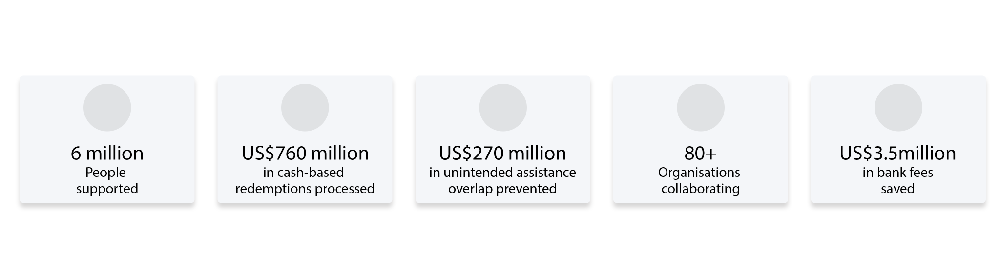 6 million
People
supported
US$760 million
in cash-based
redemptions processed
US$270 million
in unintended assistance
overlap prevented
80+
Organisations
collaborating
US$3.5million
in bank fees
saved